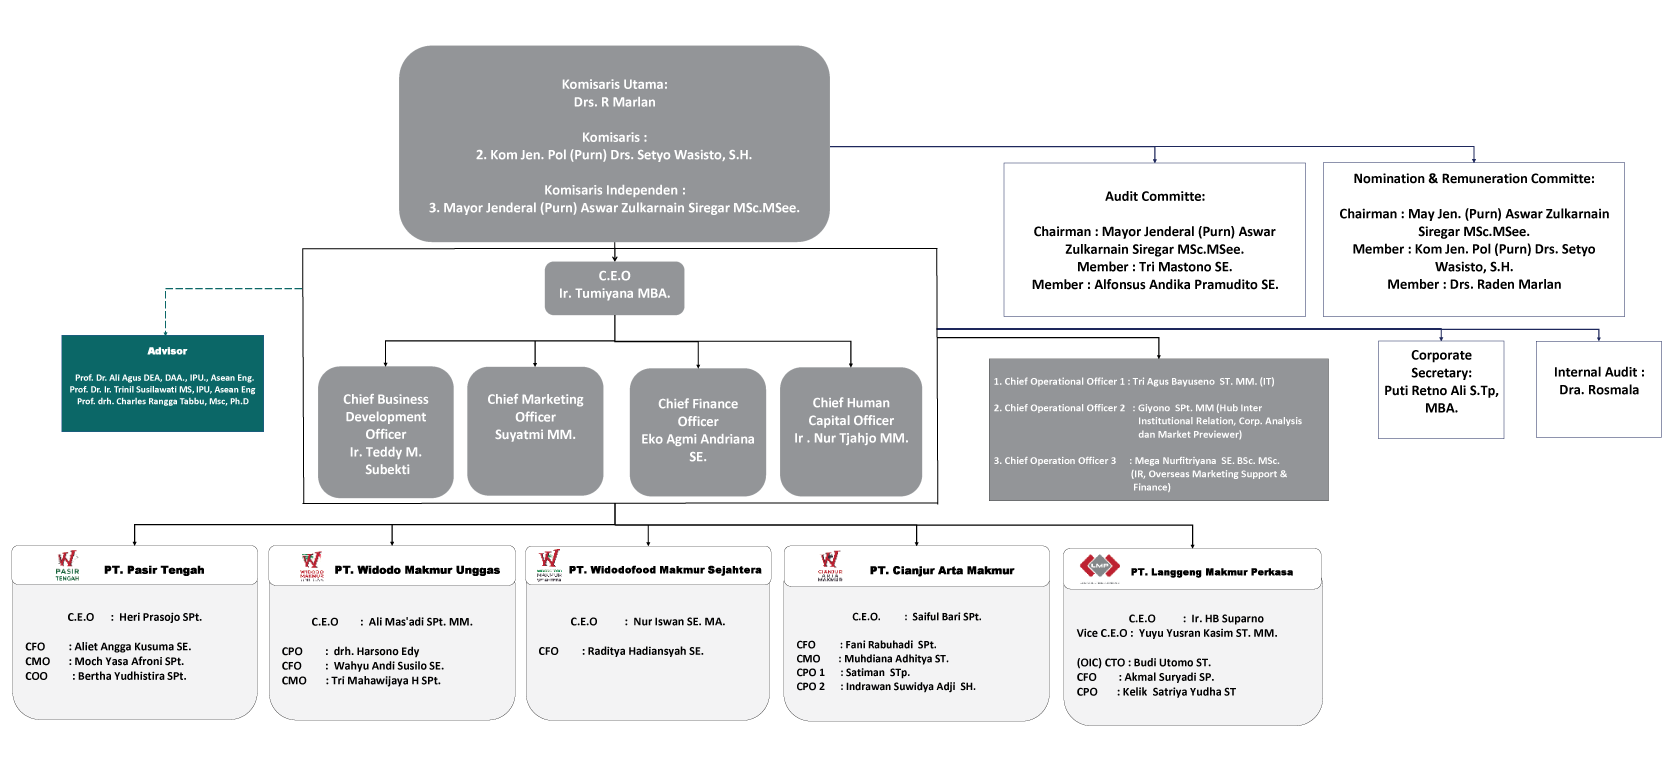 Komisaris Utama:
Drs. R Marlan
Komisaris :
2. Kom Jen. Pol (Purn) Drs. Setyo Wasisto, S.H.
Komisaris Independen :
3. Mayor Jenderal (Purn) Aswar Zulkarnain Siregar MSc.MSee.
Audit Committe:
Chairman : Mayor Jenderal (Purn) Aswar
Zulkarnain Siregar MSc.MSee.
Member : Tri Mastono SE.
Member : Alfonsus Andika Pramudito SE.
Nomination & Remuneration Committe:
Chairman : May Jen. (Purn) Aswar Zulkarnain
Siregar MSc.MSee.
Member : Kom Jen. Pol (Purn) Drs. Setyo
Wasisto, S.H.
Member : Drs. Raden Marlan
C.E.O
Ir. Tumiyana MBA.
Advisor
Prof. Dr. Ali Agus DEA, DAA., IPU., Asean Eng.
Prof. Dr. Ir. Trinil Susilawati MS, IPU, Asean Eng
Prof. drh. Charles Rangga Tabbu, Msc, Ph.D
Chief Business
Development
Officer
Ir. Teddy M.
Subekti
Chief Marketing
Officer
Suyatmi MM.
Chief Finance
Officer
Eko Agmi Andriana
SE.
Chief Human
Capital Officer
Ir . Nur Tjahjo MM.
1. Chief Operational Officer 1 : Tri Agus Bayuseno ST. MM. (IT)
2. Chief Operational Officer 2 : Giyono SPt. MM (Hub Inter
Institutional Relation, Corp. Analysis
dan Market Previewer)
3. Chief Operation Officer 3 : Mega Nurfitriyana SE. BSc. MSc.
(IR, Overseas Marketing Support &
Finance)
Corporate
Secretary:
Puti Retno Ali S.Tp,
MBA.
Internal Audit :
Dra. Rosmala
PASIR
TENGAH
PT. Pasir Tengah
C.E.O : Heri Prasojo SPt.
CFO : Aliet Angga Kusuma SE.
CMO : Moch Yasa Afroni SPt.
COO : Bertha Yudhistira SPt.
WIDODO
MAKMUR
UNGGAS
PT. Widodo Makmur Unggas
C.E.O : Ali Mas'adi SPt. MM.
CPO : drh. Harsono Edy
CFO : Wahyu Andi Susilo SE.
CMO : Tri Mahawijaya H SPt.
MAKMUR
PT. Widodofood Makmur Sejahtera
C.E.O : Nur Iswan SE. MA.
CFO : Raditya Hadiansyah SE.
CIANJUR
ARTA
MAKMUR
PT. Cianjur Arta Makmur
C.E.O. : Saiful Bari SPt.
CFO : Fani Rabuhadi SPt.
CMO : Muhdiana Adhitya ST.
CPO 1 : Satiman STp.
CPO 2 : Indrawan Suwidya Adji SH.
LMP
PT. Langgeng Makmur Perkasa
C.E.O : Ir. HB Suparno
Vice C.E.O : Yuyu Yusran Kasim ST. MM.
(OIC) CTO : Budi Utomo ST.
CFO : Akmal Suryadi SP.
CPO : Kelik Satriya Yudha ST